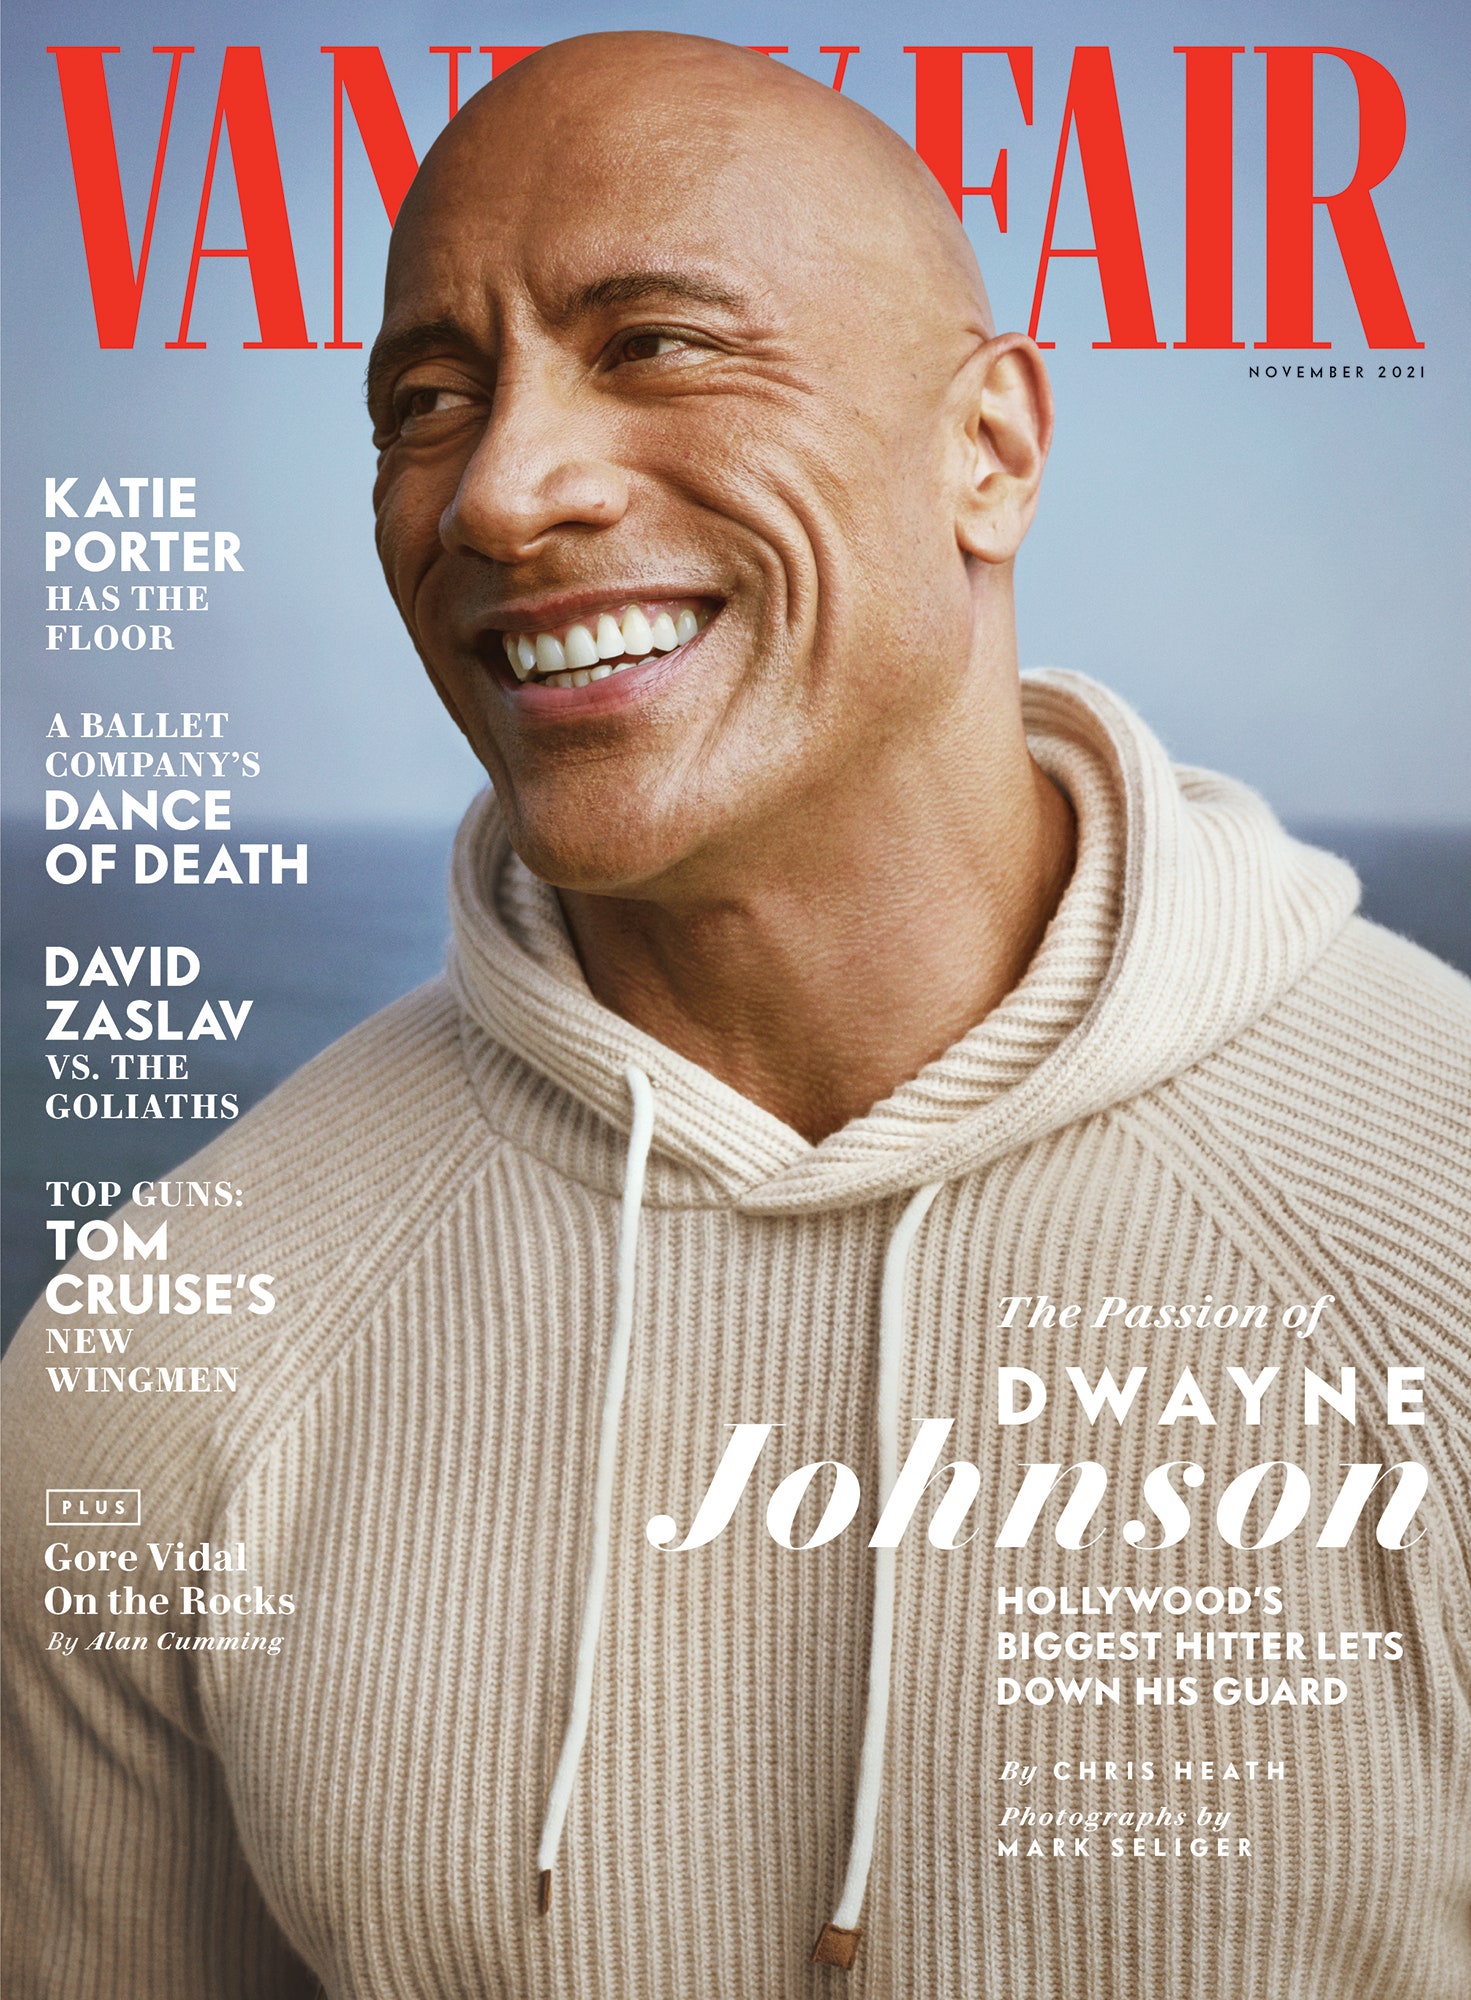 VANITY FAIR
NOVEMBER 2021
KATIE
PORTER
HAS THE
FLOOR
A BALLET
COMPANY'S
DANCE
OF DEATH
DAVID
ZASLAV
VS. THE
GOLIATHS
TOP GUNS:
TOM
CRUISE'S
NEW
WINGMEN
PLUS
Gore Vidal
On the Rocks
By Alan Cumming
The Passion of
DWAYNE
Johnson
HOLLYWOOD'S
BIGGEST HITTER LETS
DOWN HIS GUARD
By CHRIS HEATH
Photographs by
MARK SELIGER